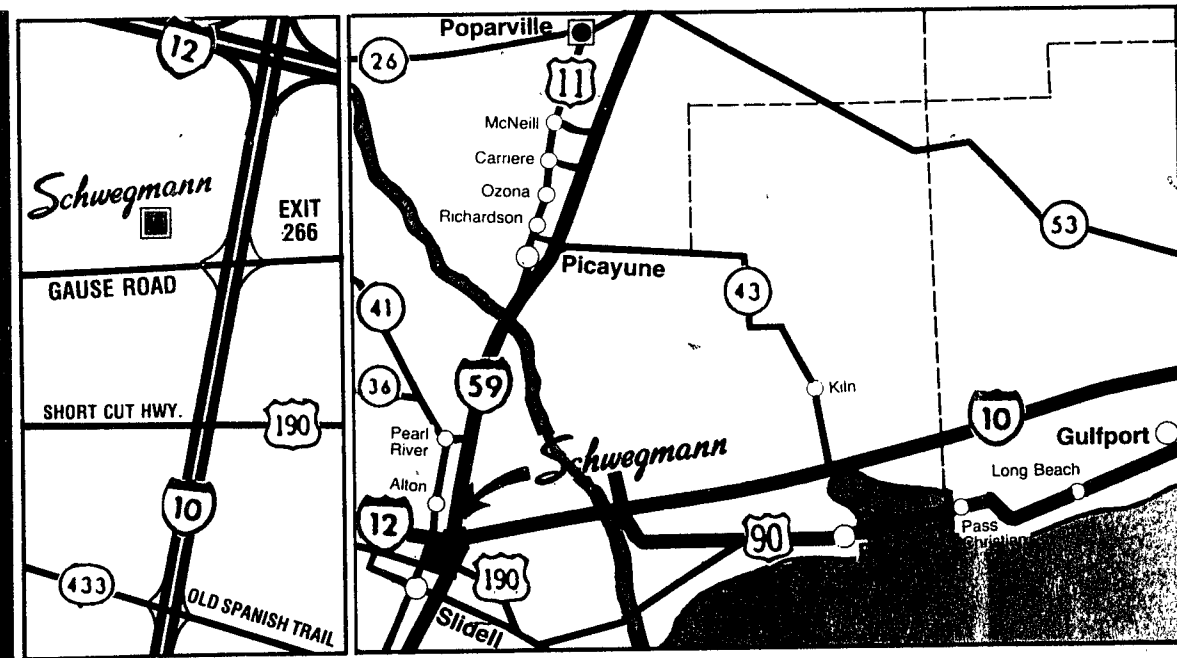 12
Schwegmann
EXIT
266
GAUSE ROAD
SHORT CUT HWY.
190
10
433
OLD SPANISH TRAIL
Poparville
26
11
McNeill
Carriere
Ozona
Richardson
Picayune
53
43
41
59
36
Kiln
10
Pearl
River
Gulfport
Schwegmann
Long Beach
Alton
12
90
Pass
Christian
190
Slidell